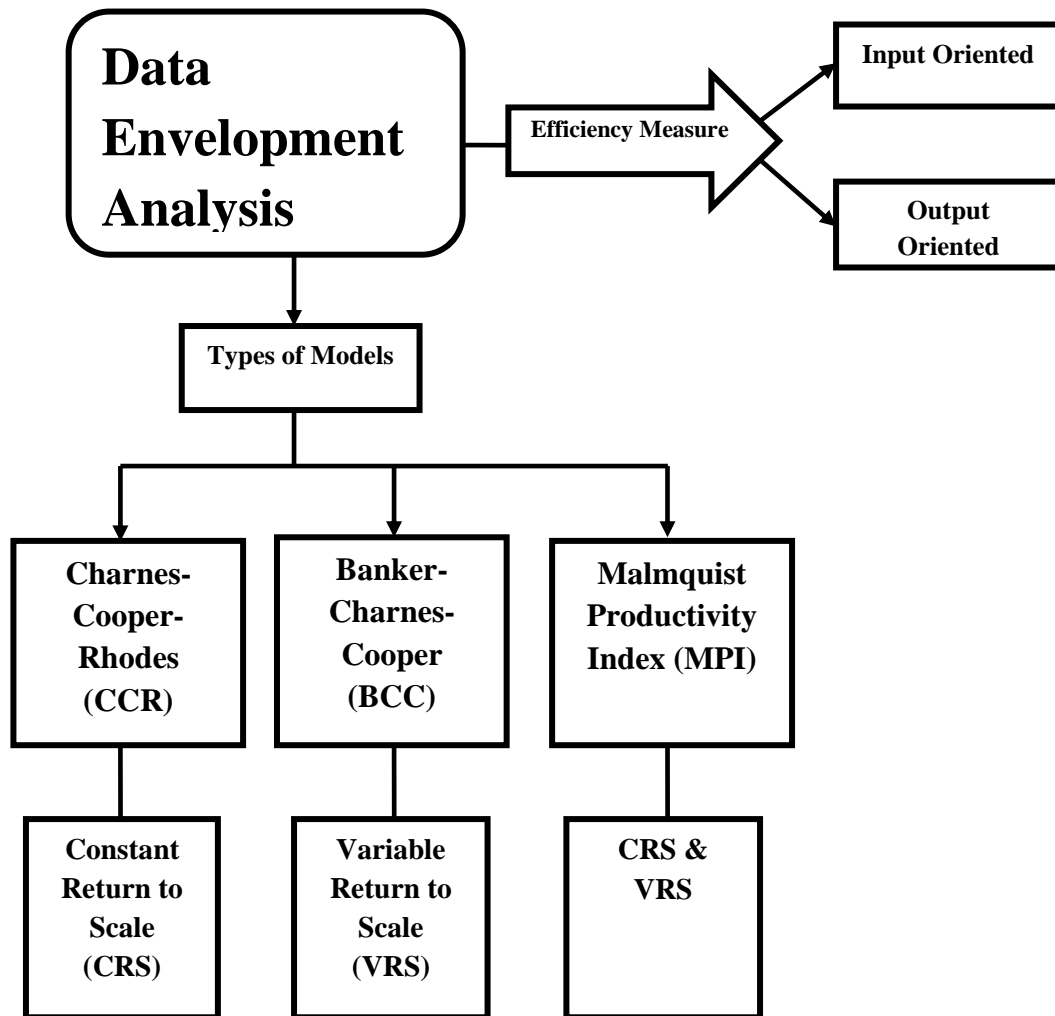 Data
Envelopment
Analysis
Efficiency Measure
Input Oriented
Output
Oriented
Types of Models
Charnes-
Cooper-
Rhodes
(CCR)
Banker-
Charnes-
Cooper
(BCC)
Malmquist
Productivity
Index (MPI)
Constant
Return to
Scale
(CRS)
Variable
Return to
Scale
(VRS)
CRS &
VRS